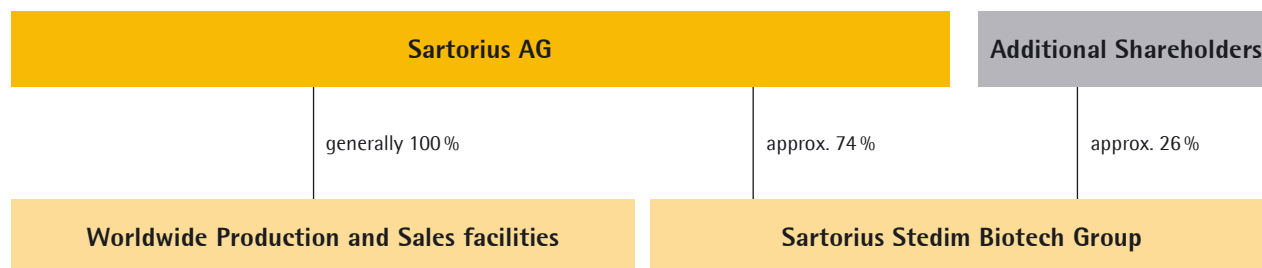 Sartorius AG
Additional Shareholders
generally 100 %
approx. 74 %
approx. 26 %
Worldwide Production and Sales facilities
Sartorius Stedim Biotech Group